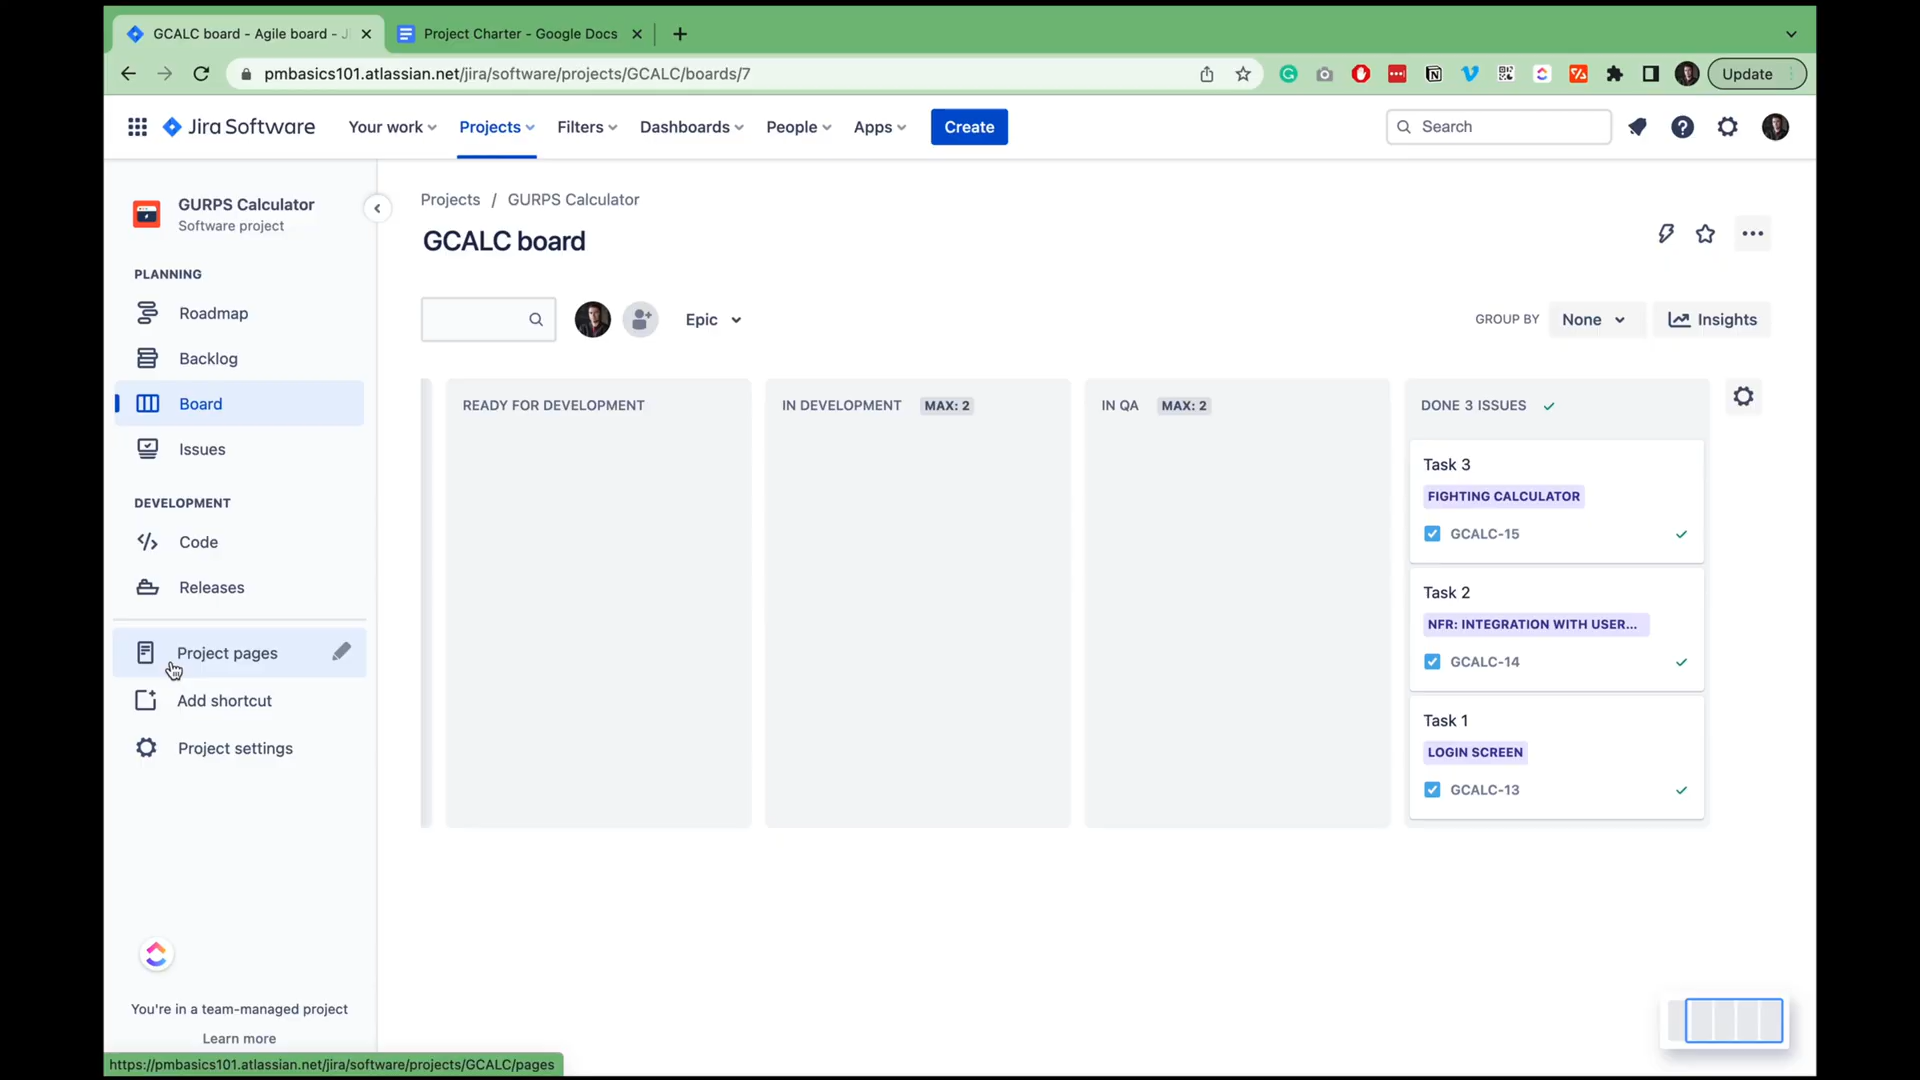 GCALC board - Agile board - J
Project Charter - Google Docs
pmbasics101.atlassian.net/jira/software/projects/GCALC/boards/7
Update
Jira Software
Your work
Projects
Filters
Dashboards
People
Apps
Create
Search
GURPS Calculator
Software project
PLANNING
Roadmap
Backlog
Board
Issues
DEVELOPMENT
Code
Releases
Project pages
Add shortcut
Project settings
You're in a team-managed project
Learn more
https://pmbasics101.atlassian.net/jira/software/projects/GCALC/pages
Projects / GURPS Calculator
GCALC board
Epic
GROUP BY None
Insights
READY FOR DEVELOPMENT
IN DEVELOPMENT MAX: 2
IN QA MAX: 2
DONE 3 ISSUES
Task 3
FIGHTING CALCULATOR
GCALC-15
Task 2
NFR: INTEGRATION WITH USER...
GCALC-14
Task 1
LOGIN SCREEN
GCALC-13